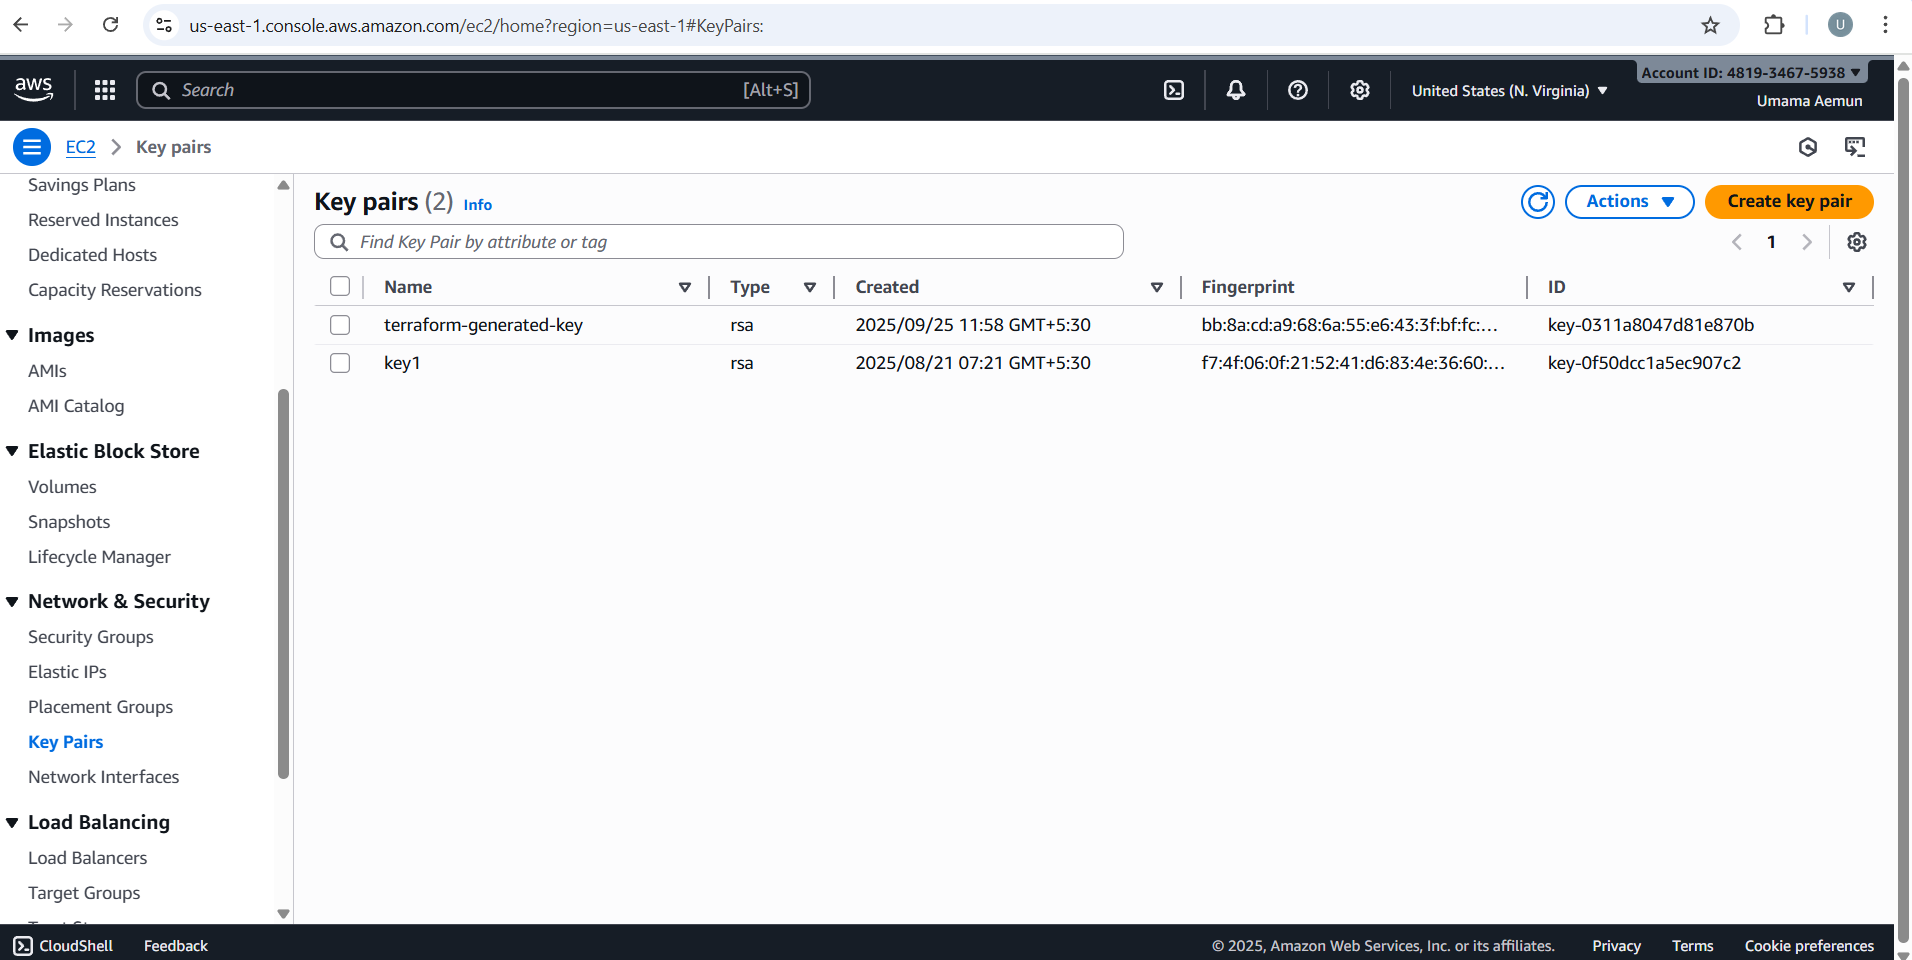 us-east-1.console.aws.amazon.com/ec2/home?region=us-east-1#KeyPairs:
U
aws
Search
[Alt+S]
United States (N. Virginia)
Account ID: 4819-3467-5938
Umama Aemun
EC2
Key pairs
Savings Plans
Reserved Instances
Dedicated Hosts
Capacity Reservations
Images
AMIs
AMI Catalog
Elastic Block Store
Volumes
Snapshots
Lifecycle Manager
Network & Security
Security Groups
Elastic IPs
Placement Groups
Key Pairs
Network Interfaces
Load Balancing
Load Balancers
Target Groups
Key pairs (2) Info
Actions
Create key pair
Find Key Pair by attribute or tag
1
Name Type Created Fingerprint ID
terraform-generated-key rsa 2025/09/25 11:58 GMT+5:30 bb:8a:cd:a9:68:6a:55:e6:43:3f:bf:fc:... key-0311a8047d81e870b
key1 rsa 2025/08/21 07:21 GMT+5:30 f7:4f:06:0f:21:52:41:d6:83:4e:36:60:... key-0f50dcc1a5ec907c2
CloudShell Feedback © 2025, Amazon Web Services, Inc. or its affiliates. Privacy Terms Cookie preferences